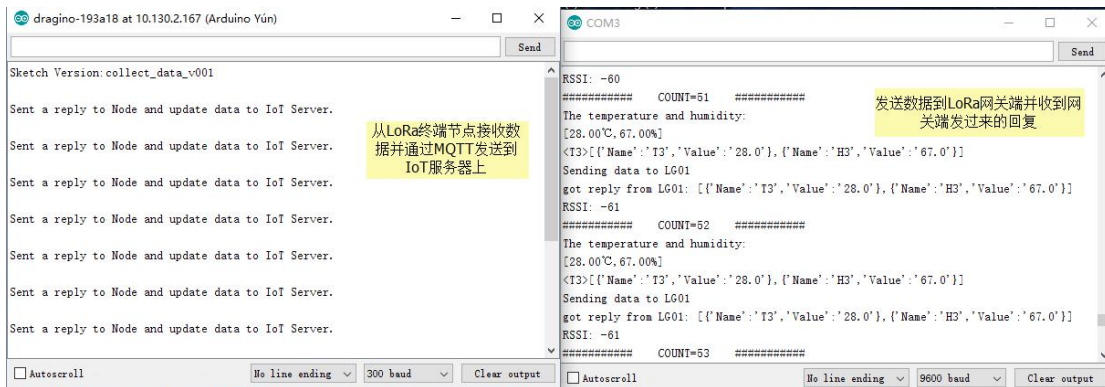 dragino-193a18 at 10.130.2.167 (Arduino Yún)
Send
Sketch Version:collect_data_v001
Sent a reply to Node and update data to IoT Server.
Sent a reply to Node and update data to IoT Server.
Sent a reply to Node and update data to IoT Server.
Sent a reply to Node and update data to IoT Server.
Sent a reply to Node and update data to IoT Server.
Sent a reply to Node and update data to IoT Server.
Sent a reply to Node and update data to IoT Server.
从LoRa终端节点接收数
据并通过MQTT发送到
IoT服务器上
Autoscroll
No line ending
300 baud
Clear output
COM3
Send
RSSI: -60
########### COUNT=51 ###########
The temperature and humidity:
[28.00℃,67.00%]
<T3>[{'Name':'T3','Value':'28.0'},{'Name':'H3','Value':'67.0'}]
Sending data to LG01
got reply from LG01: [{'Name':'T3','Value':'28.0'},{'Name':'H3','Value':'67.0'}]
RSSI: -61
########### COUNT=52 ###########
The temperature and humidity:
[28.00℃,67.00%]
<T3>[{'Name':'T3','Value':'28.0'},{'Name':'H3','Value':'67.0'}]
Sending data to LG01
got reply from LG01: [{'Name':'T3','Value':'28.0'},{'Name':'H3','Value':'67.0'}]
RSSI: -61
########### COUNT=53 ###########
发送数据到LoRa网关端并收到网
关端发过来的回复
Autoscroll
No line ending
9600 baud
Clear output